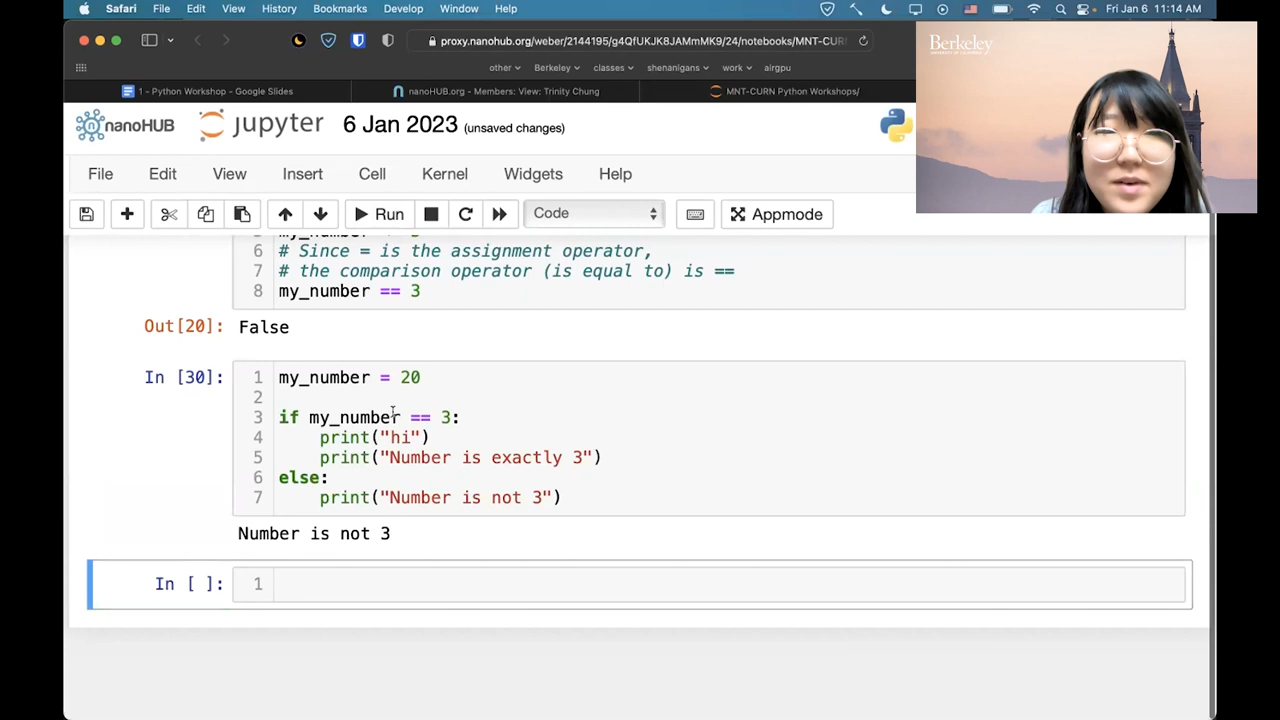 Safari File Edit View History Bookmarks Develop Window Help Fri Jan 6 11:14 AM
proxy.nanohub.org/weber/2144195/g4QfUKJK8JAMmMK9/24/notebooks/MNT-CURN
other Berkeley classes shenanigans work airgpu
1 - Python Workshop - Google Slides nanoHUB.org - Members: View: Trinity Chung MNT-CURN Python Workshops/
Berkeley
nanoHUB jupyter 6 Jan 2023 (unsaved changes)
File Edit View Insert Cell Kernel Widgets Help
Run Code Appmode
6 # Since = is the assignment operator,
7 # the comparison operator (is equal to) is ==
8 my_number == 3
Out[20]: False
In [30]: 1 my_number = 20
2
3 if my_number == 3:
4 print("hi")
5 print("Number is exactly 3")
6 else:
7 print("Number is not 3")
Number is not 3
In [ ]: 1